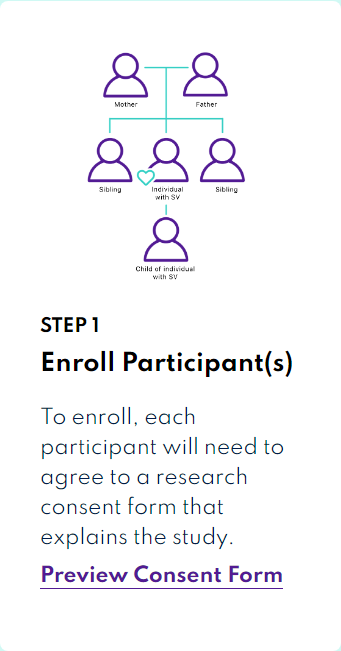 Mother
Father
Sibling
Individual
with SV
Sibling
Child of individual
with SV
STEP 1
Enroll Participant(s)
To enroll, each
participant will need to
agree to a research
consent form that
explains the study.
Preview Consent Form